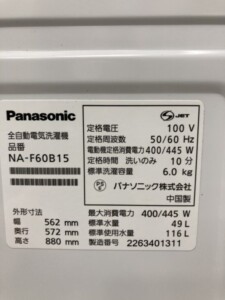 Panasonic
全自動電気洗濯機
品番
NA-F60B15
外形寸法
幅 562 mm
奥行 572 mm
高さ 880 mm
S JET
定格電圧 100 V
50/60 Hz
電動機定格消費電力 400/445 W
定格時間 洗いのみ 10 分
標準洗濯容量 6.0 kg
パナソニック株式会社
中国製
最大消費電力 400/445 W
標準水量 49 L
標準使用水量 116 L
製造番号 2263401311